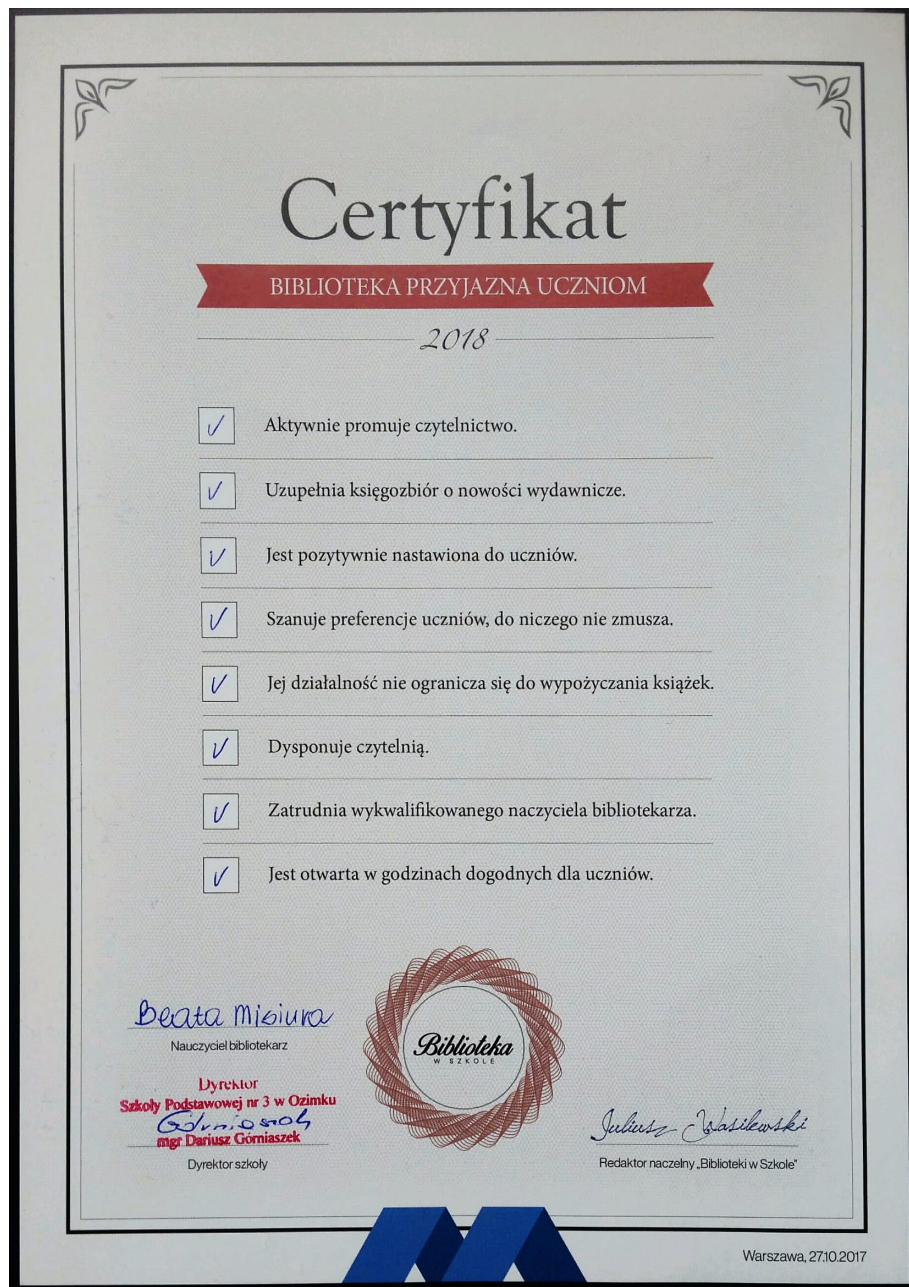 Certyfikat
BIBLIOTEKA PRZYJAZNA UCZNIOM
2018
Aktywnie promuje czytelnictwo.
Uzupełnia księgozbiór o nowości wydawnicze.
Jest pozytywnie nastawiona do uczniów.
Szanuje preferencje uczniów, do niczego nie zmusza.
Jej działalność nie ogranicza się do wypożyczania książek.
Dysponuje czytelnią.
Zatrudnia wykwalifikowanego naczyciela bibliotekarza.
Jest otwarta w godzinach dogodnych dla uczniów.
Beata Misiura
Nauczyciel bibliotekarz
Dyrektor
Szkoły Podstawowej nr 3 w Ozimku
mgr Dariusz Górniaszek
Dyrektor szkoły
Biblioteka
W SZKOLE
Juliusz Wasilewski
Redaktor naczelny „Biblioteki w Szkole"
Warszawa, 27.10.2017